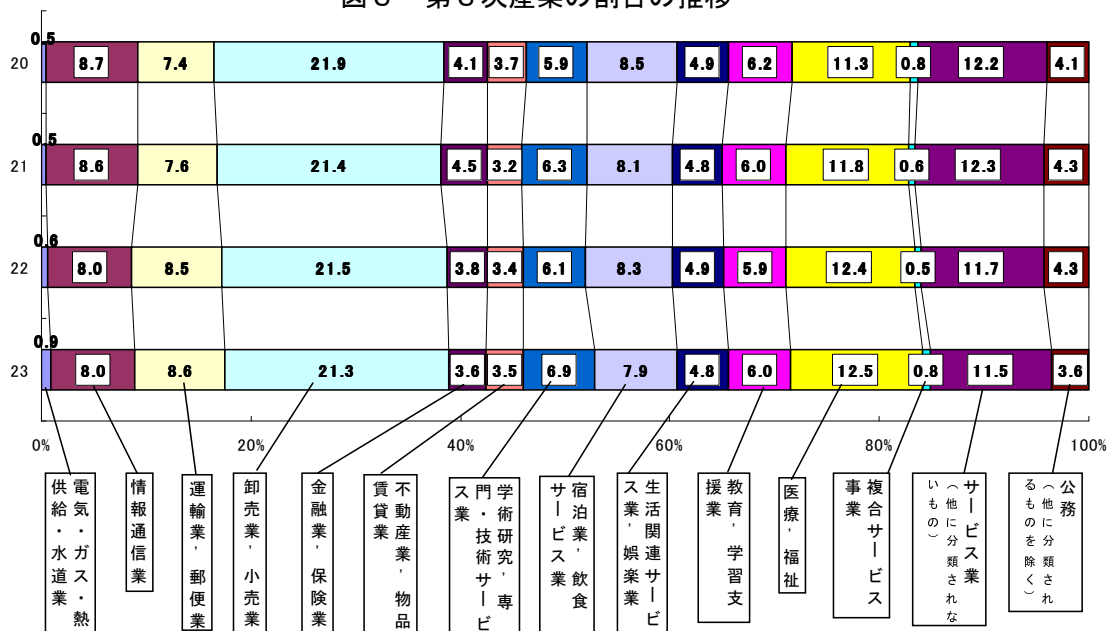 0.5
20 8.7 7.4 21.9 4.1 3.7 5.9 8.5 4.9 6.2 11.3 0.8 12.2 4.1
0.5
21 8.6 7.6 21.4 4.5 3.2 6.3 8.1 4.8 6.0 11.8 0.6 12.3 4.3
0.6
22 8.0 8.5 21.5 3.8 3.4 6.1 8.3 4.9 5.9 12.4 0.5 11.7 4.3
0.9
23 8.0 8.6 21.3 3.6 3.5 6.9 7.9 4.8 6.0 12.5 0.8 11.5 3.6
0% 20% 40% 60% 80% 100%
電気・ガス・熱
供給・水道業
情報通信業
運輸業，郵便業
卸売業，小売業
金融業，保険業
不動産業，物品
賃貸業
学術研究，専
門・技術サービ
ス業
宿泊業，飲食
サービス業
生活関連サービ
ス業，娯楽業
教育，学習支
援業
医療，福祉
複合サービス
事業
サービス業
（他に分類されな
いもの）
公務
（他に分類され
るものを除く）